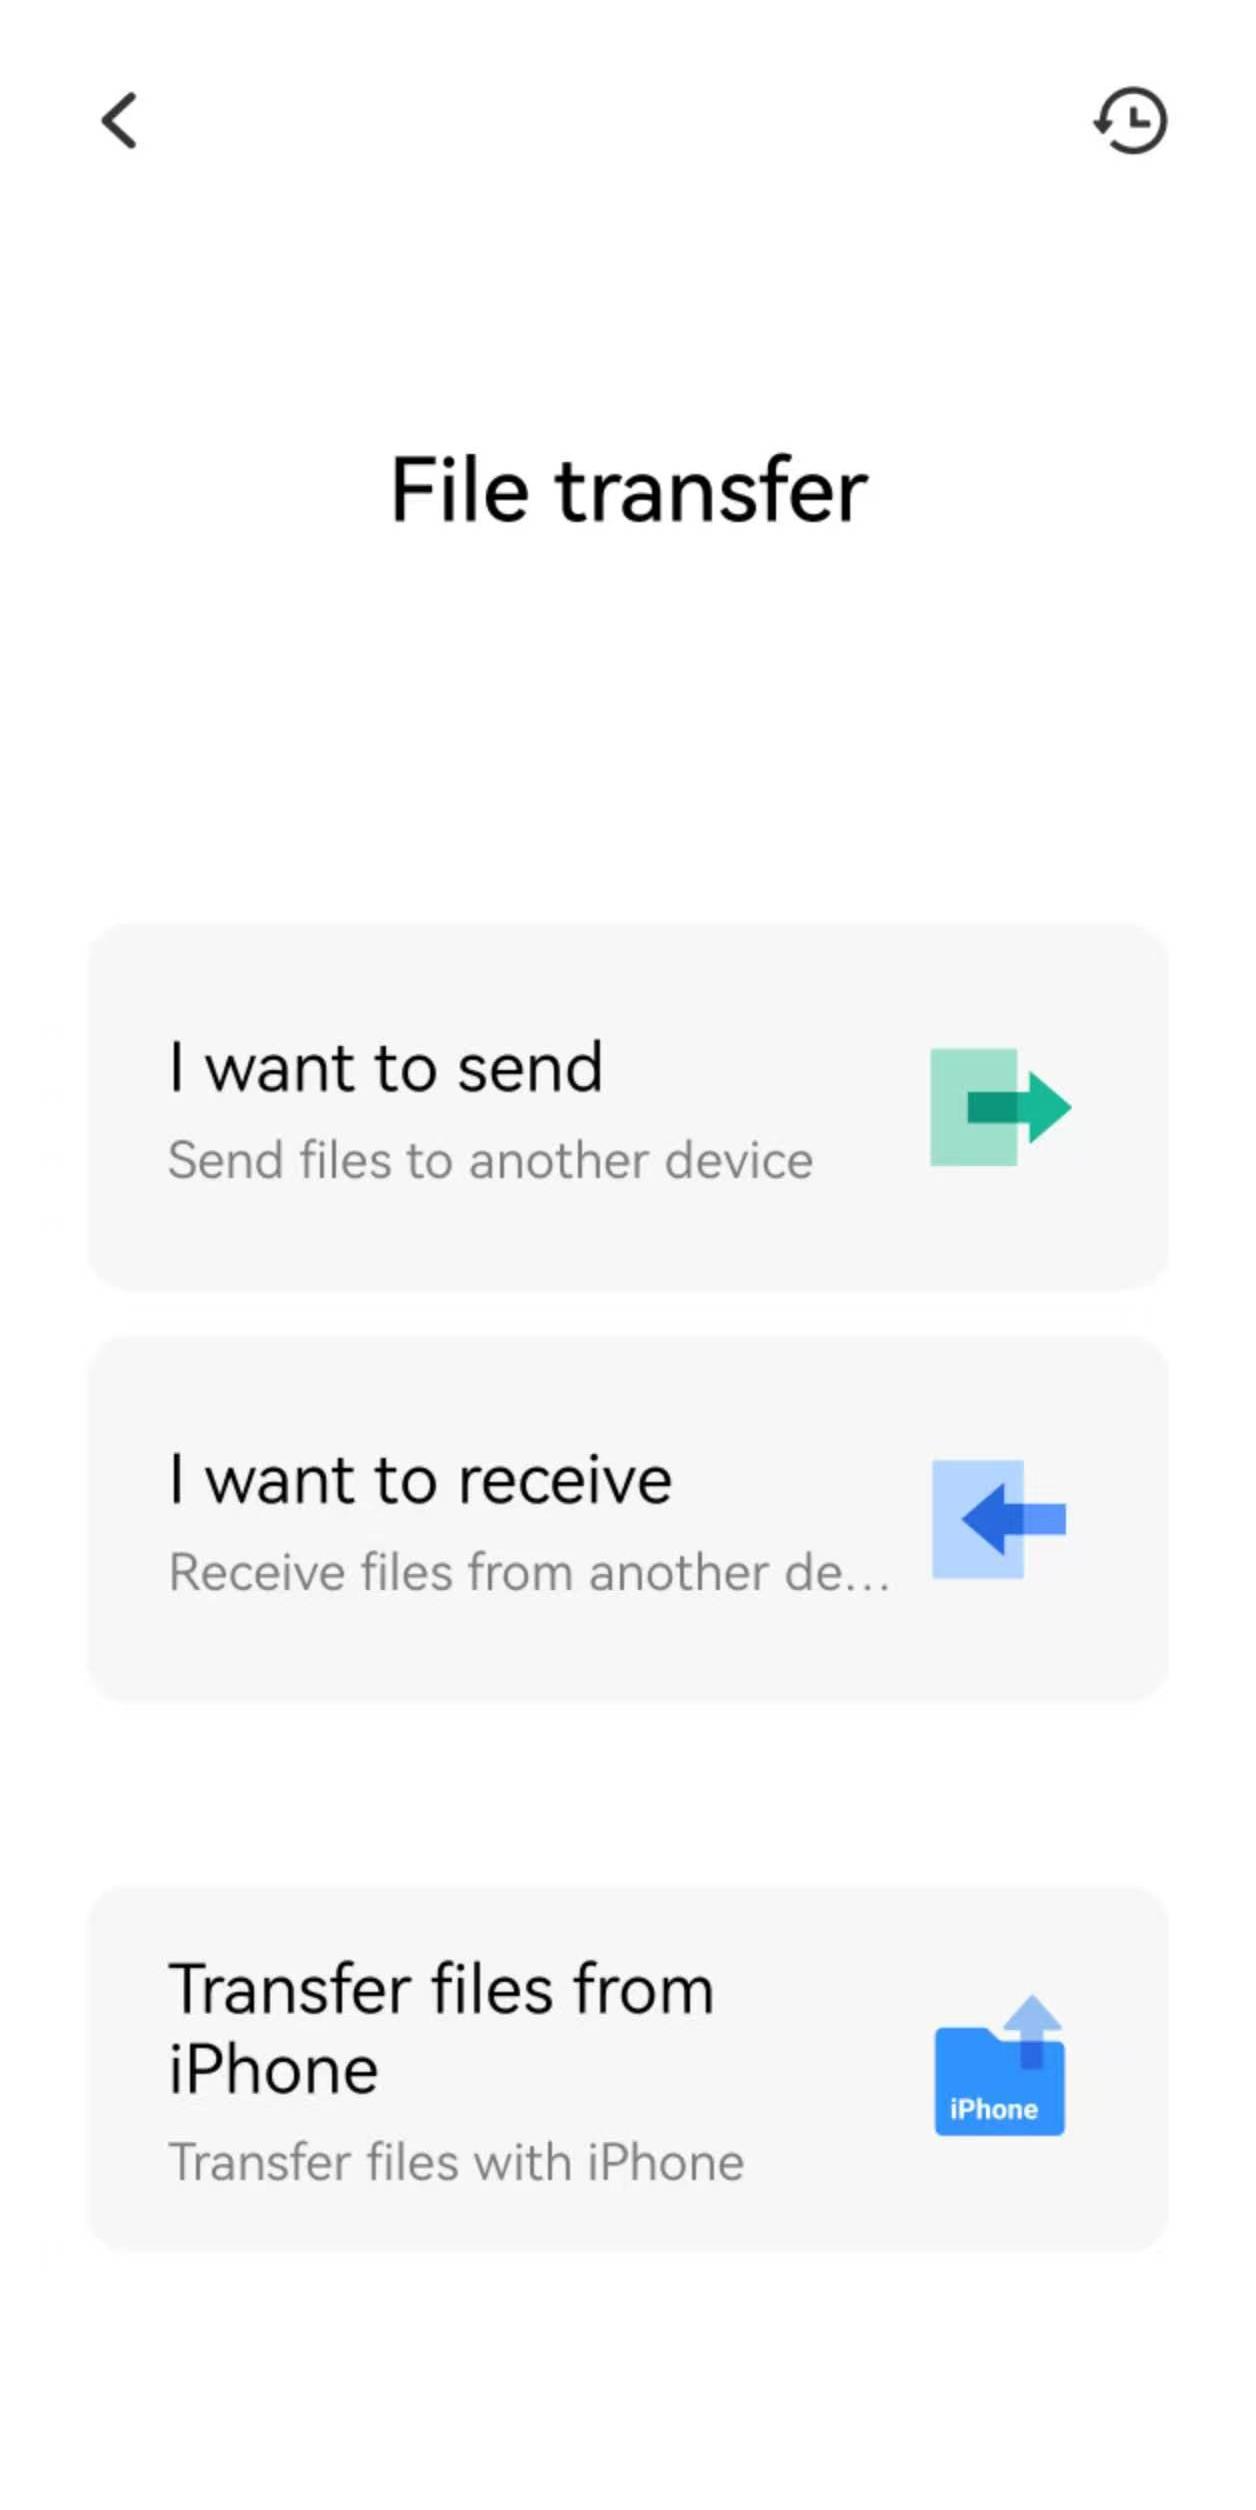 File transfer
I want to send
Send files to another device
I want to receive
Receive files from another de...
Transfer files from
iPhone
iPhone
Transfer files with iPhone